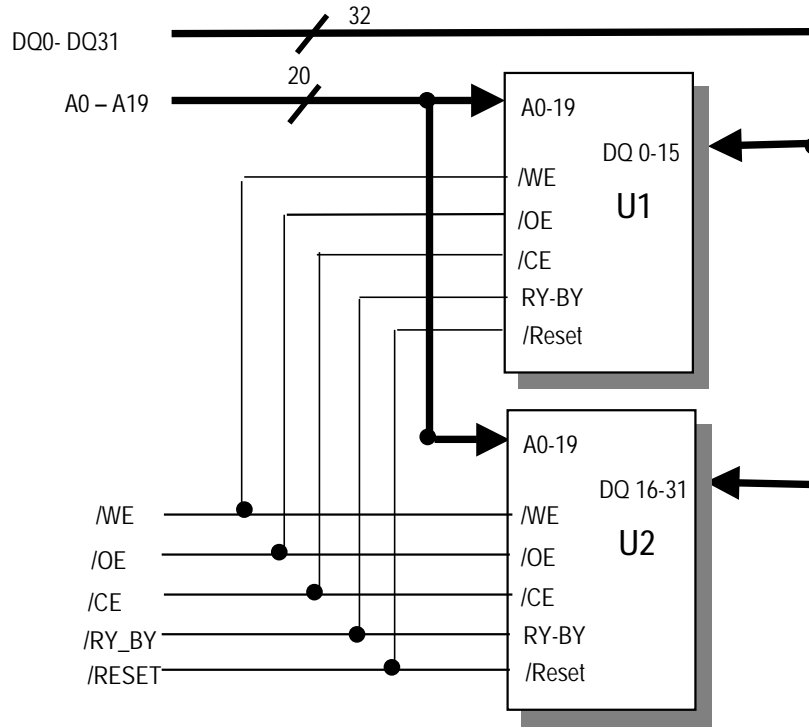 32
DQ0- DQ31
20
A0 – A19
A0-19
DQ 0-15
/WE
U1
/OE
/CE
RY-BY
/Reset
A0-19
DQ 16-31
/WE
/WE
U2
/OE
/OE
/CE
/CE
/RY_BY
RY-BY
/RESET
/Reset